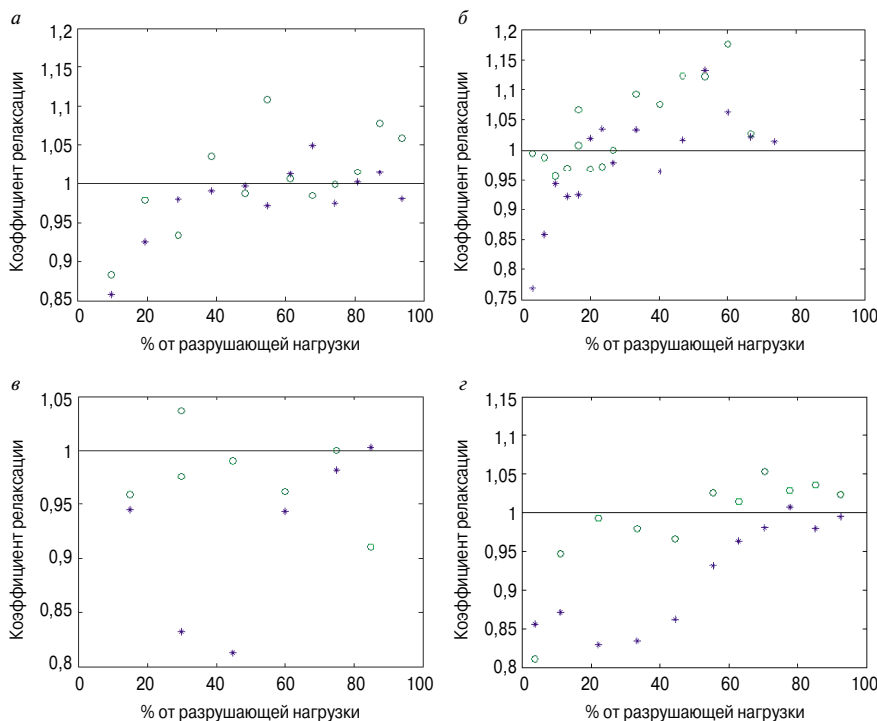 а
1,2
1,15
1,1
1,05
1
0,95
0,9
0,85
0 20 40 60 80 100
Коэффициент релаксации
% от разрушающей нагрузки
б
1,2
1,15
1,1
1,05
1
0,95
0,9
0,85
0,8
0,75
0 20 40 60 80 100
Коэффициент релаксации
% от разрушающей нагрузки
в
1,05
1
0,95
0,9
0,85
0,8
0 20 40 60 80 100
Коэффициент релаксации
% от разрушающей нагрузки
г
1,15
1,1
1,05
1
0,95
0,9
0,85
0,8
0 20 40 60 80 100
Коэффициент релаксации
% от разрушающей нагрузки